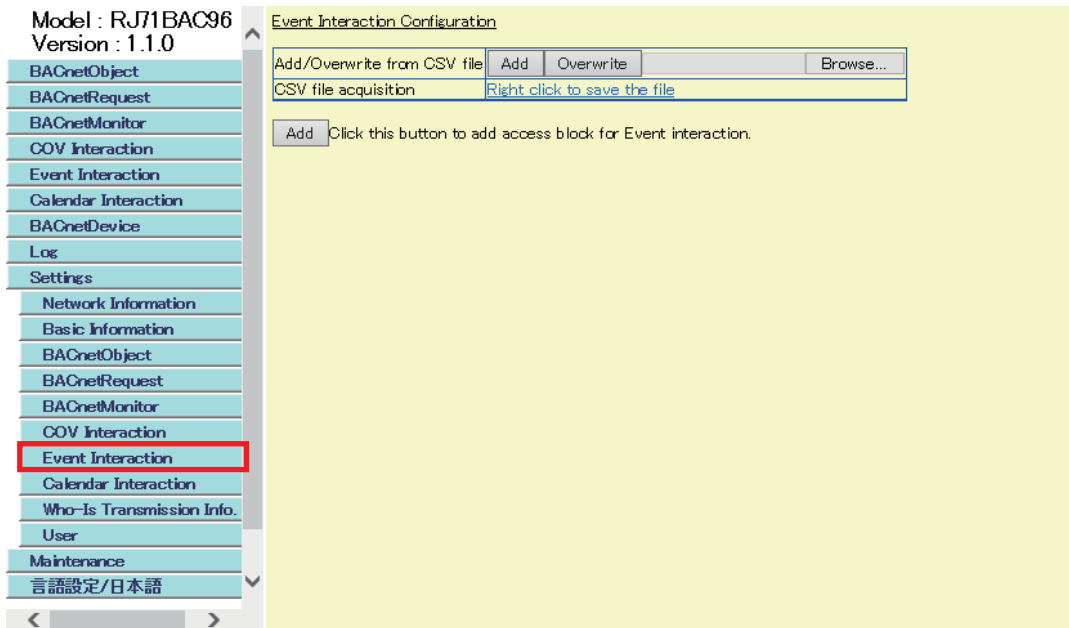 Model : RJ71BAC96
Version : 1.1.0
BACnetObject
BACnetRequest
BACnetMonitor
COV Interaction
Event Interaction
Calendar Interaction
BACnetDevice
Log
Settings
Network Information
Basic Information
BACnetObject
BACnetRequest
BACnetMonitor
COV Interaction
Event Interaction
Calendar Interaction
Who-Is Transmission Info.
User
Maintenance
言語設定/日本語
Event Interaction Configuration
Add/Overwrite from CSV file Add Overwrite Browse...
CSV file acquisition Right click to save the file
Add Click this button to add access block for Event interaction.